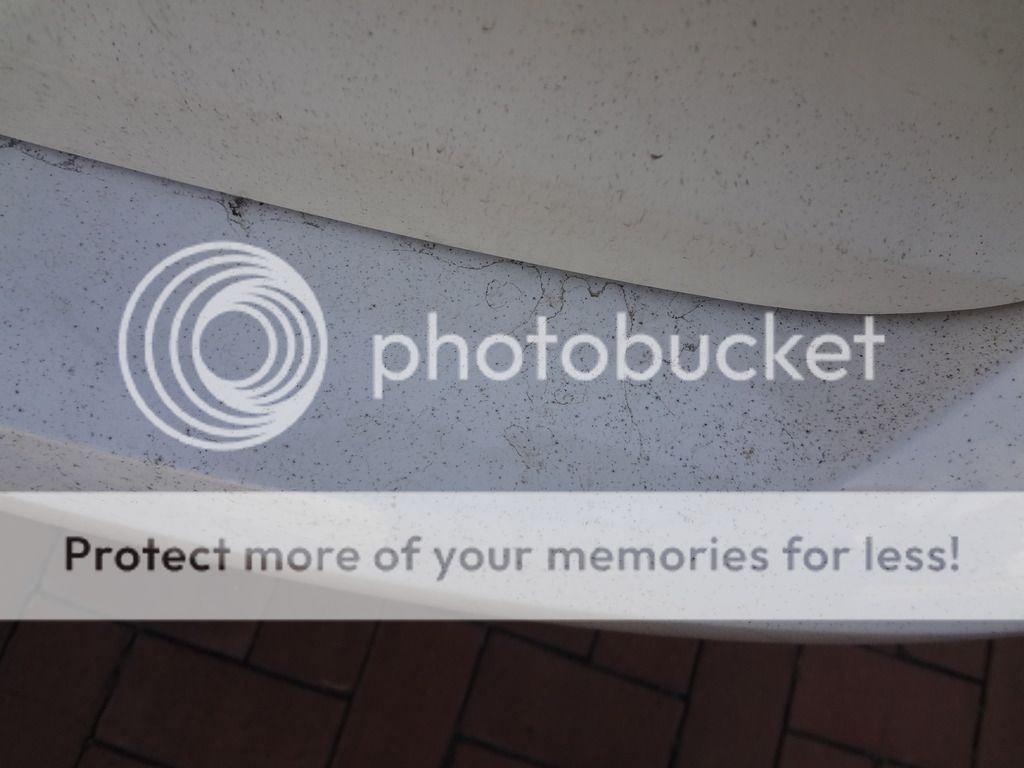 photobucket
Protect more of your memories for less!